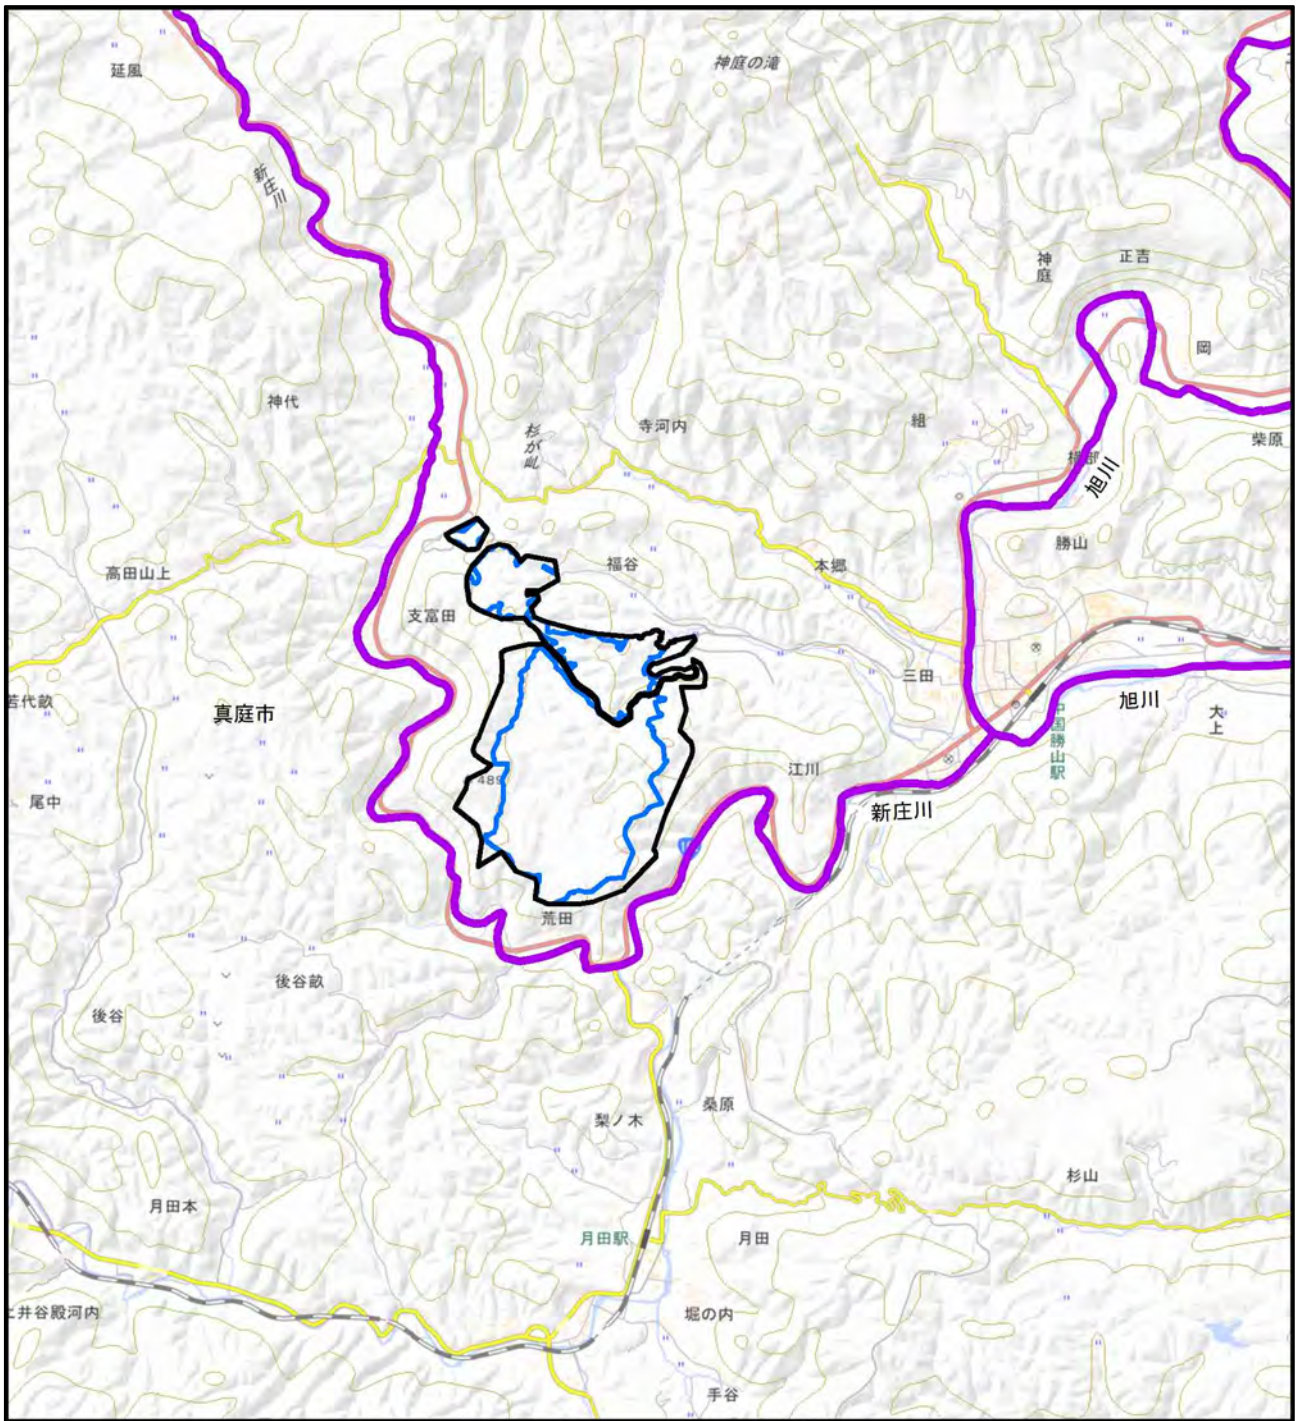 神庭の滝
延風
新庄川
神庭
正吉
岡
神代
杉が乢
寺河内
組
柴原
旭川
勝山
高田山上
福谷
本郷
支富田
三田
若代畝
真庭市
旭川
大上
中国勝山駅
489
江川
尾中
新庄川
荒田
後谷畝
後谷
桑原
梨ノ木
杉山
月田本
月田駅
月田
土井谷殿河内
堀の内
手谷